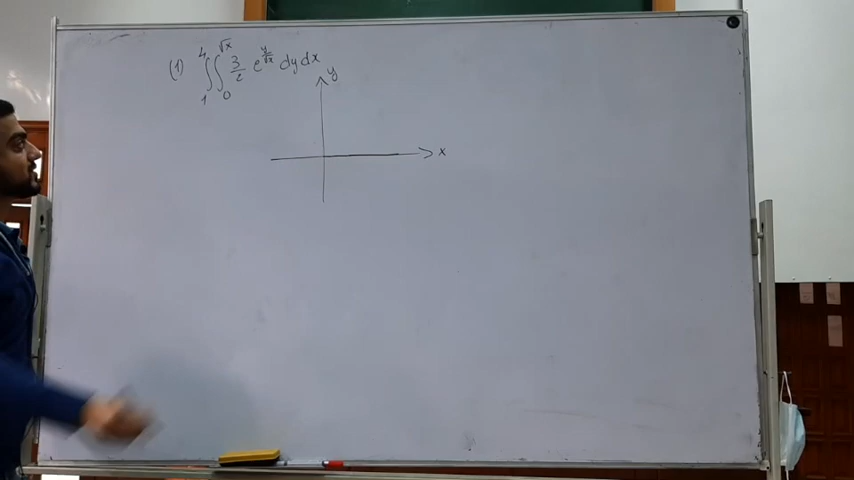 (1) ∫₁⁴ ∫₀^√x 3/2 e^(y/√x) dy dx
y
x